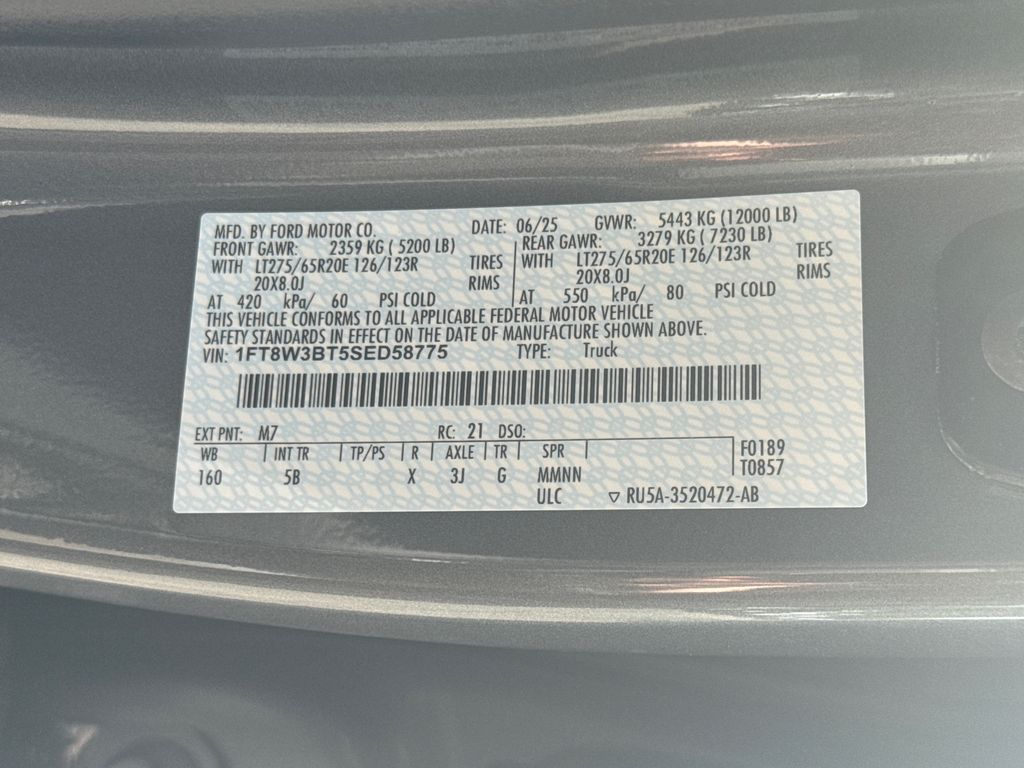 MFD. BY FORD MOTOR CO. DATE: 06/25 GVWR: 5443 KG (12000 LB)
FRONT GAWR: 2359 KG ( 5200 LB) REAR GAWR: 3279 KG ( 7230 LB)
WITH LT275/65R20E 126/123R TIRES WITH LT275/65R20E 126/123R TIRES
20X8.0J RIMS 20X8.0J RIMS
AT 420 kPa/ 60 PSI COLD AT 550 kPa/ 80 PSI COLD
THIS VEHICLE CONFORMS TO ALL APPLICABLE FEDERAL MOTOR VEHICLE
SAFETY STANDARDS IN EFFECT ON THE DATE OF MANUFACTURE SHOWN ABOVE.
VIN: 1FT8W3BT5SED58775 TYPE: Truck
EXT PNT: M7 RC: 21 DSO:
WB INT TR TP/PS R AXLE TR SPR F0189
160 5B X 3J G MMNN T0857
ULC ▽ RU5A-3520472-AB